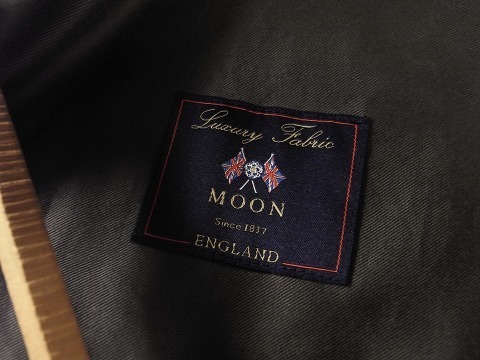 Luxury Fabric
MOON
Since 1837
ENGLAND